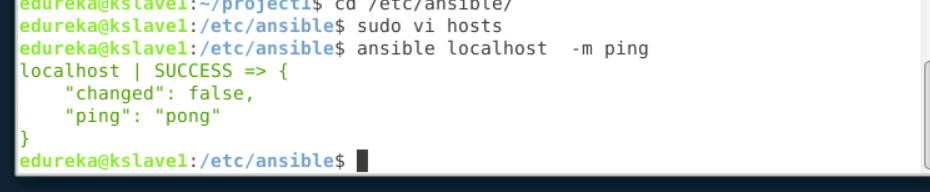 edureka@kslave1:~/project1$ cd /etc/ansible/
edureka@kslave1:/etc/ansible$ sudo vi hosts
edureka@kslave1:/etc/ansible$ ansible localhost  -m ping
localhost | SUCCESS => {
    "changed": false,
    "ping": "pong"
}
edureka@kslave1:/etc/ansible$